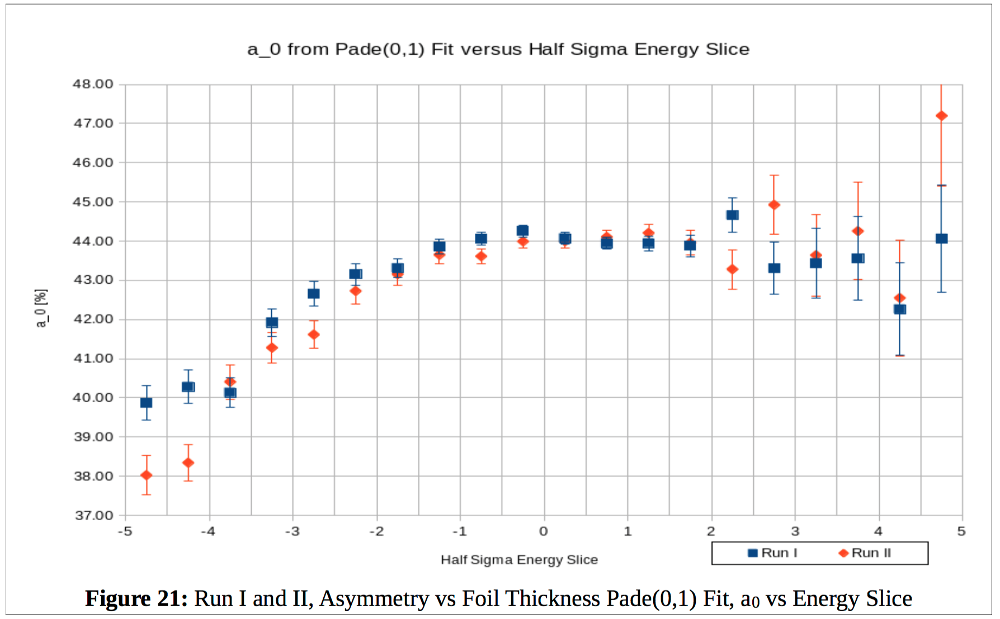 a_0 from Pade(0,1) Fit versus Half Sigma Energy Slice
48.00
47.00
46.00
45.00
44.00
43.00
42.00
41.00
40.00
39.00
38.00
37.00
a_0 [%]
-5 -4 -3 -2 -1 0 1 2 3 4 5
Half Sigma Energy Slice
Run I Run II
Figure 21: Run I and II, Asymmetry vs Foil Thickness Pade(0,1) Fit, a₀ vs Energy Slice